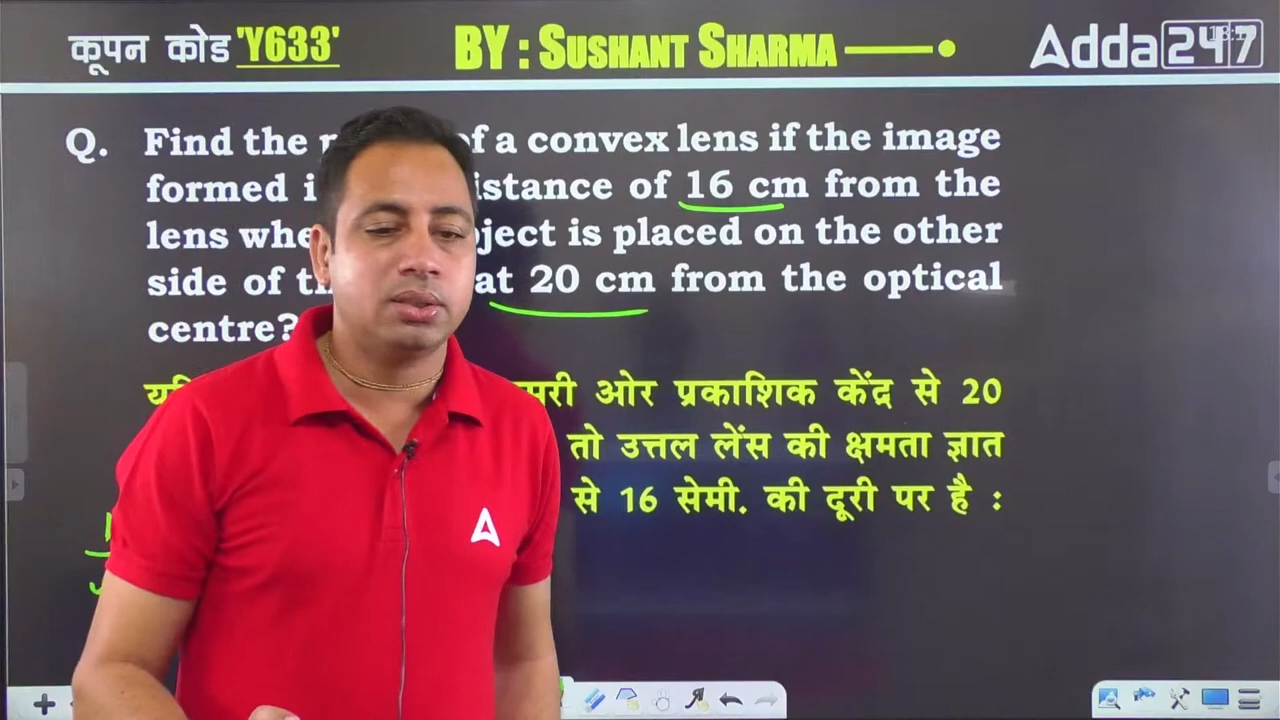 कूपन कोड 'Y633' BY : SUSHANT SHARMA Adda 247
Q. Find the of a convex lens if the image
formed istance of 16 cm from the
lens whe ject is placed on the other
side of at 20 cm from the optical
centre?
सरी ओर प्रकाशिक केंद्र से 20
तो उत्तल लेंस की क्षमता ज्ञात
से 16 सेमी. की दूरी पर है :